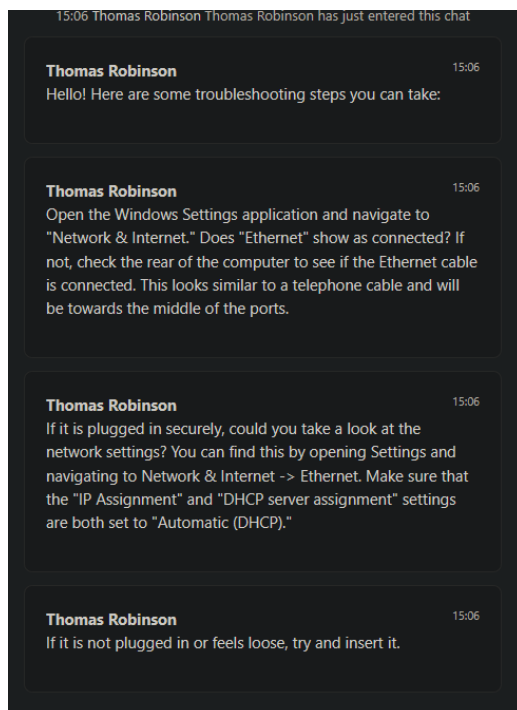 15:06 Thomas Robinson Thomas Robinson has just entered this chat
Thomas Robinson 15:06
Hello! Here are some troubleshooting steps you can take:
Thomas Robinson 15:06
Open the Windows Settings application and navigate to
"Network & Internet." Does "Ethernet" show as connected? If
not, check the rear of the computer to see if the Ethernet cable
is connected. This looks similar to a telephone cable and will
be towards the middle of the ports.
Thomas Robinson 15:06
If it is plugged in securely, could you take a look at the
network settings? You can find this by opening Settings and
navigating to Network & Internet -> Ethernet. Make sure that
the "IP Assignment" and "DHCP server assignment" settings
are both set to "Automatic (DHCP)."
Thomas Robinson 15:06
If it is not plugged in or feels loose, try and insert it.